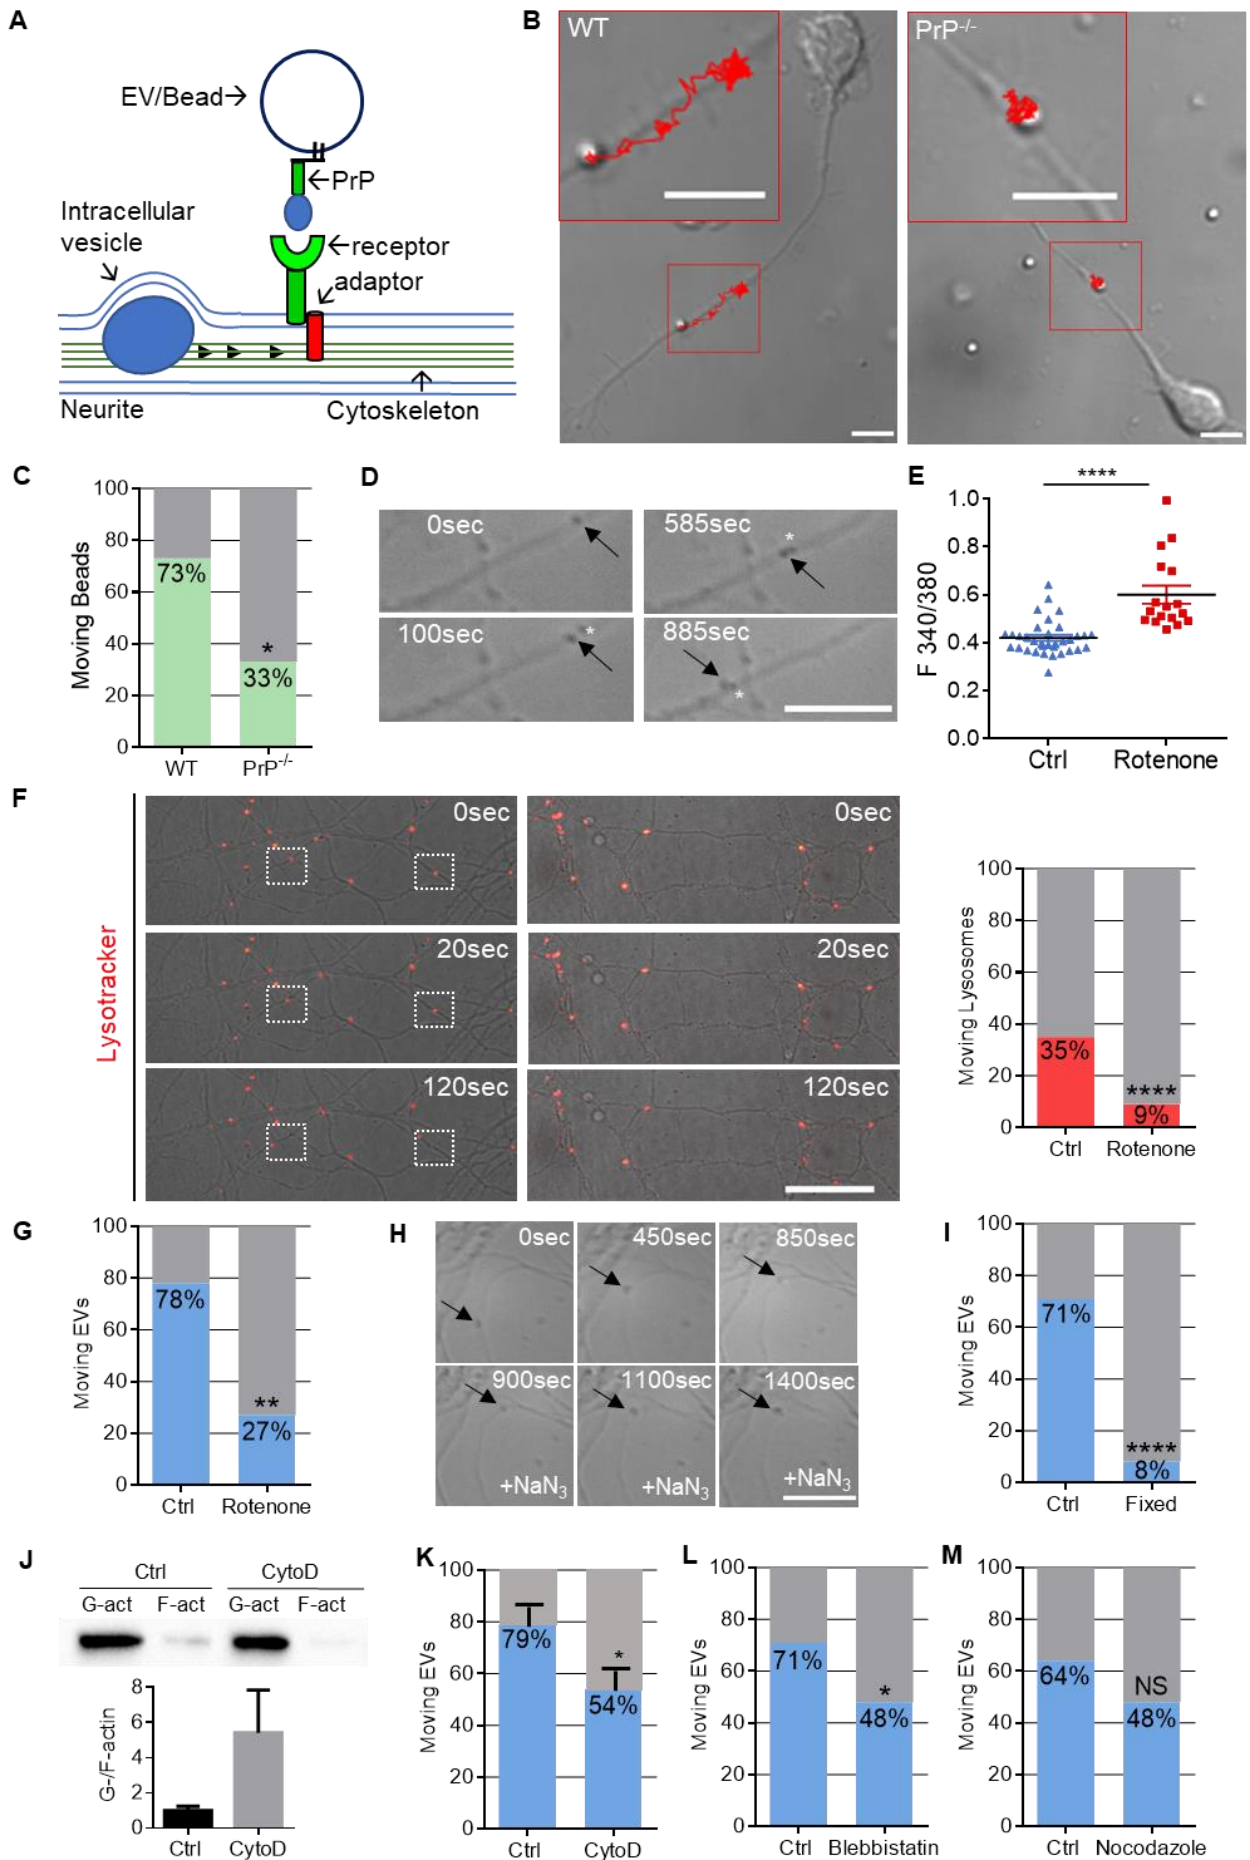 A
EV/Bead→
←PrP
Intracellular
vesicle
←receptor
adaptor
Neurite
Cytoskeleton
B
WT
PrP-/-
C
100
80
60
40
20
0
Moving Beads
73%
*
33%
WT
PrP-/-
D
0sec
585sec
*
100sec
*
885sec
*
E
****
1.0
0.8
0.6
0.4
0.2
0.0
F 340/380
Ctrl
Rotenone
F
Lysotracker
0sec
0sec
20sec
20sec
120sec
120sec
100
80
60
40
20
0
Moving Lysosomes
35%
****
9%
Ctrl
Rotenone
G
100
80
60
40
20
0
Moving EVs
78%
**
27%
Ctrl
Rotenone
H
0sec
450sec
850sec
900sec
1100sec
1400sec
+NaN3
+NaN3
+NaN3
I
100
80
60
40
20
0
Moving EVs
71%
****
8%
Ctrl
Fixed
J
Ctrl
CytoD
G-act
F-act
G-act
F-act
8
6
4
2
0
G-/F-actin
Ctrl
CytoD
K
100
80
60
40
20
0
Moving EVs
79%
*
54%
Ctrl
CytoD
L
100
80
60
40
20
0
Moving EVs
71%
*
48%
Ctrl
Blebbistatin
M
100
80
60
40
20
0
Moving EVs
64%
NS
48%
Ctrl
Nocodazole